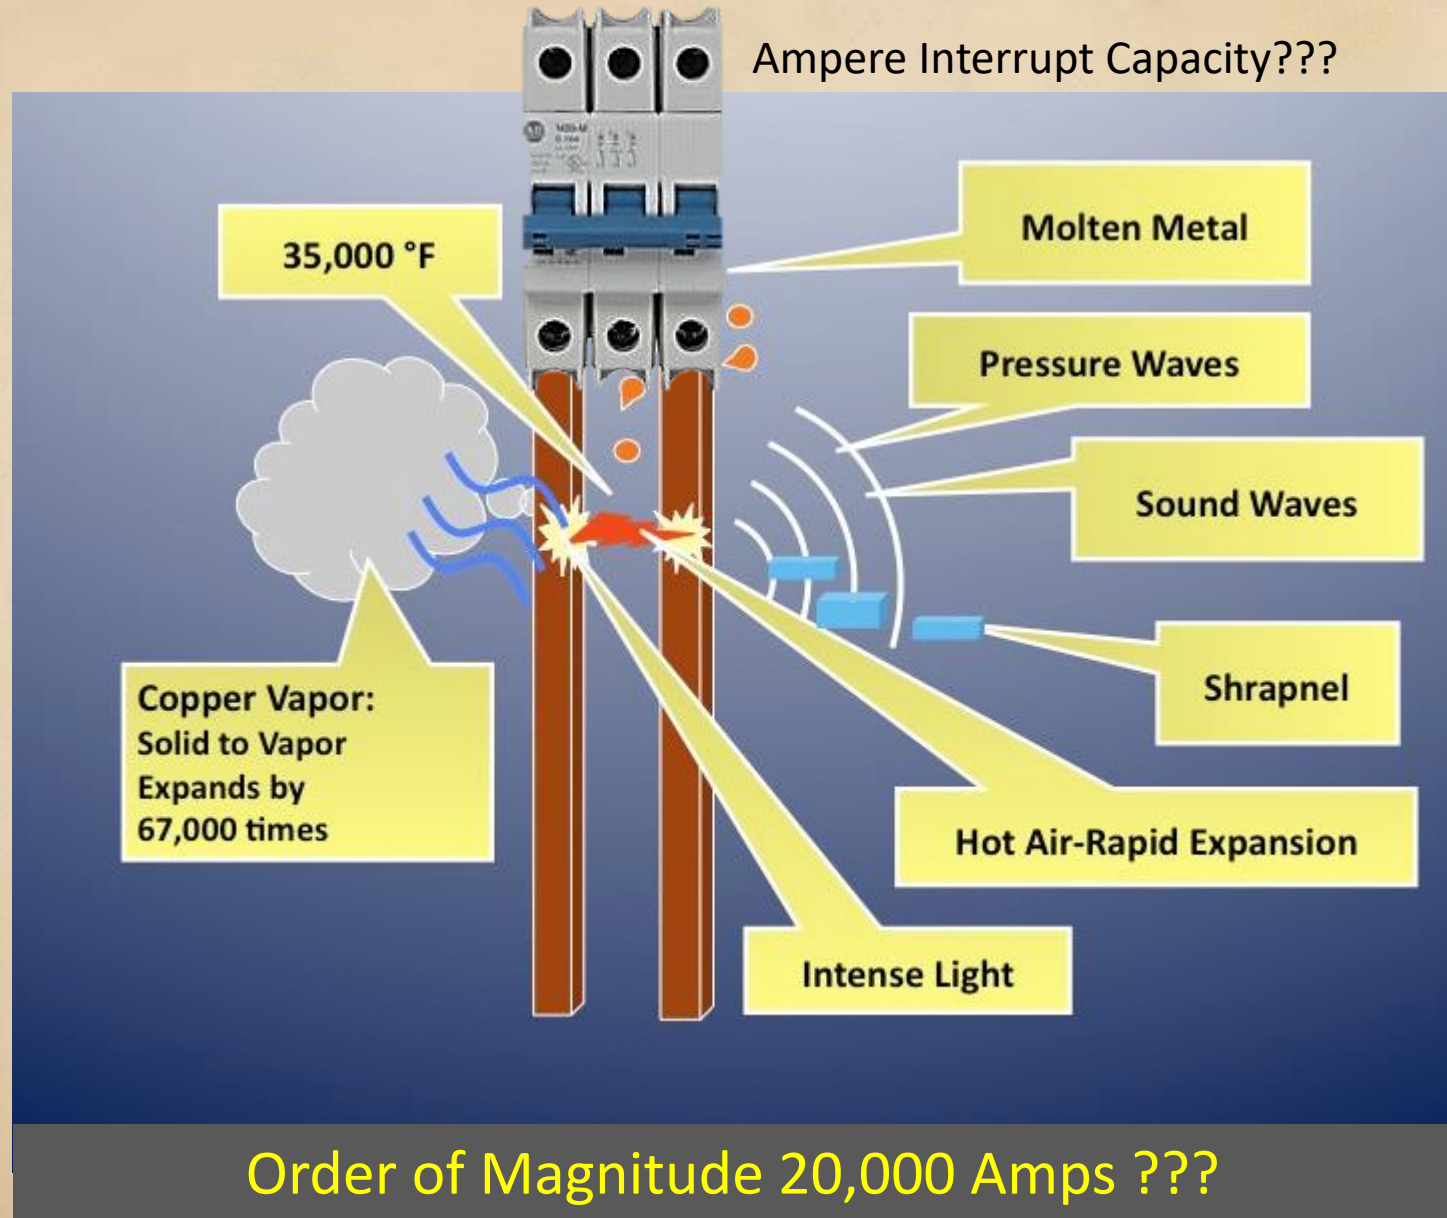 Ampere Interrupt Capacity???
35,000 °F
Molten Metal
Pressure Waves
Sound Waves
Shrapnel
Copper Vapor:
Solid to Vapor
Expands by
67,000 times
Hot Air-Rapid Expansion
Intense Light
Order of Magnitude 20,000 Amps ???